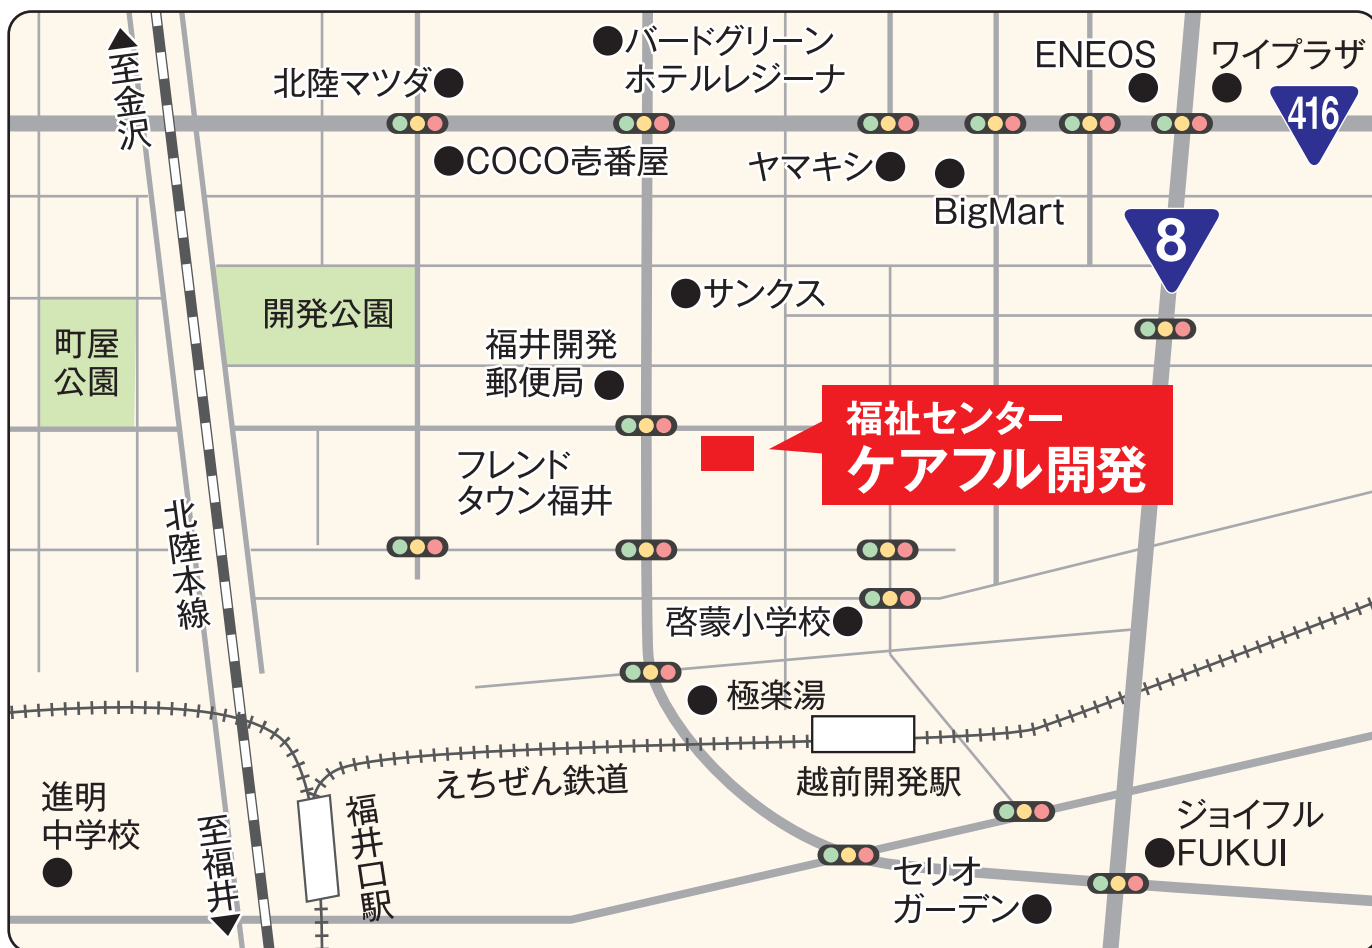 至金沢
北陸マツダ
バードグリーン
ホテルレジーナ
ENEOS
ワイプラザ
416
COCO壱番屋
ヤマキシ
BigMart
8
開発公園
サンクス
町屋
公園
福井開発
郵便局
福祉センター
ケアフル開発
フレンド
タウン福井
北陸本線
啓蒙小学校
極楽湯
えちぜん鉄道
越前開発駅
進明
中学校
至福井
福井口駅
ジョイフル
FUKUI
セリオ
ガーデン